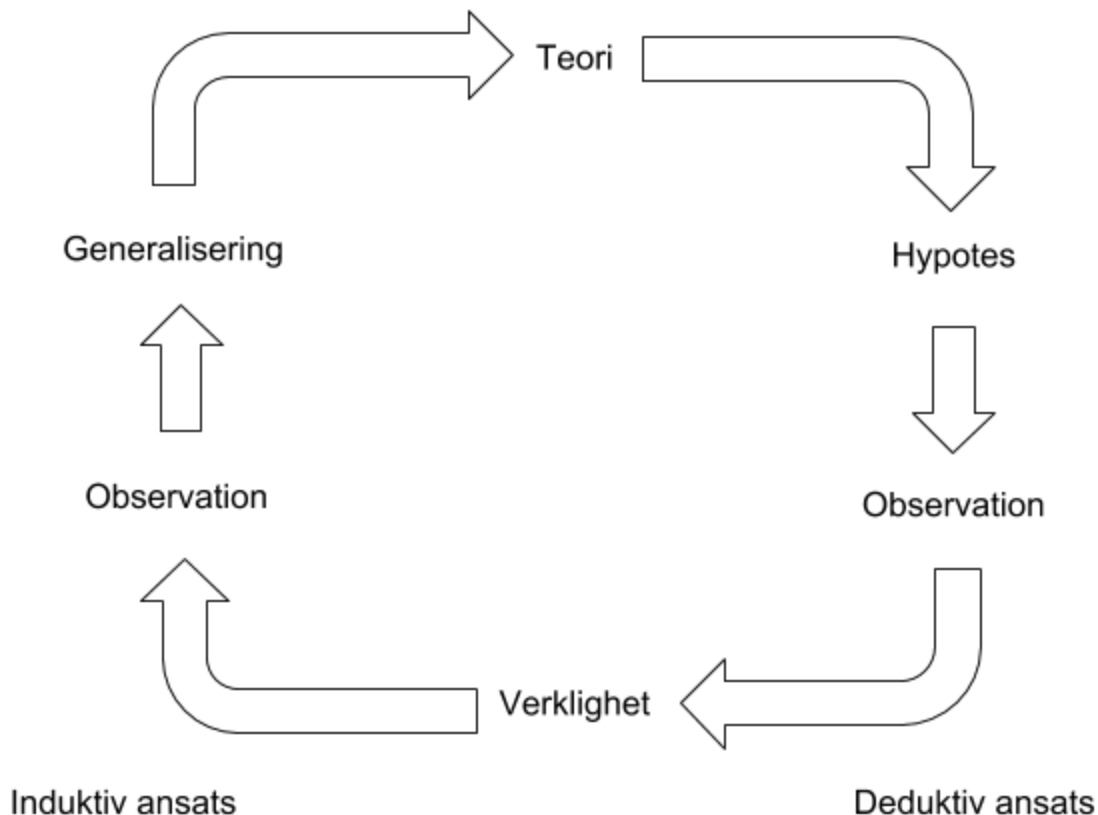 Teori
Generalisering
Hypotes
Observation
Observation
Verklighet
Induktiv ansats
Deduktiv ansats